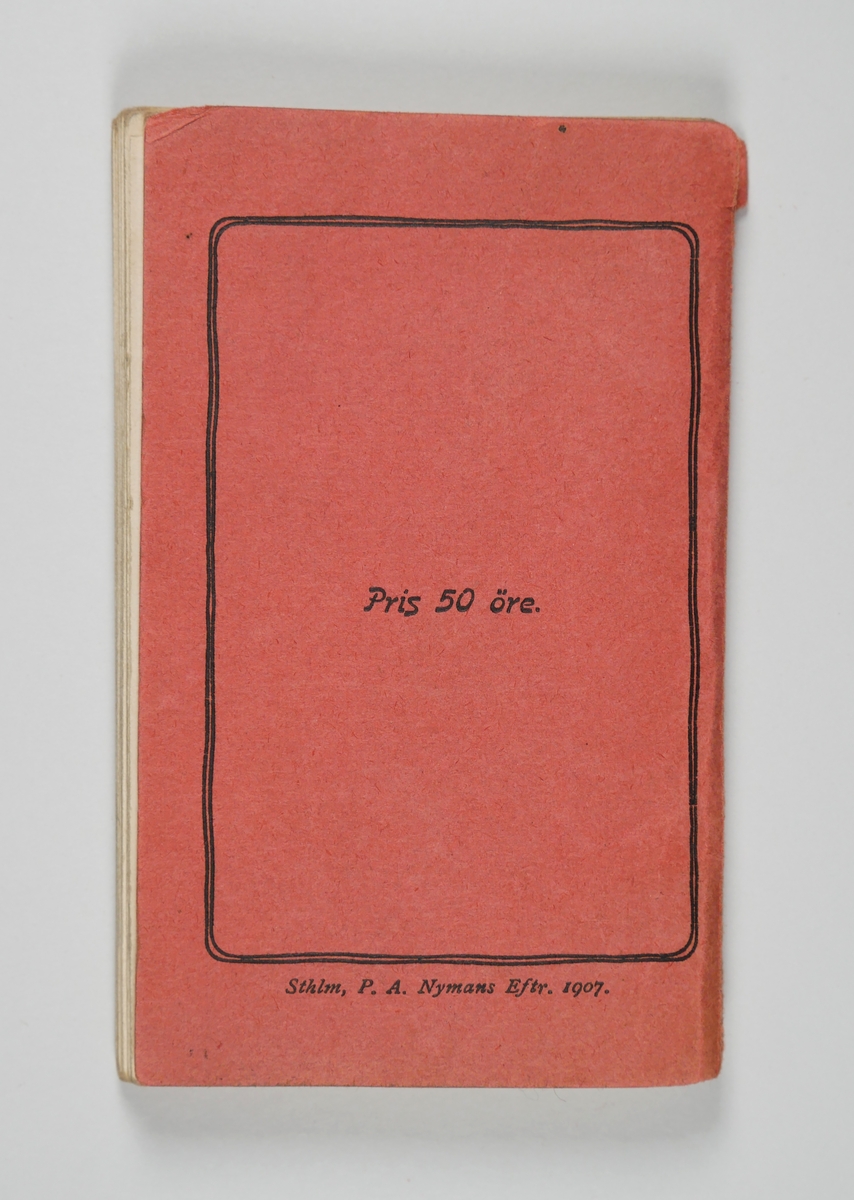 Pris 50 öre.
Sthlm, P. A. Nymans Eftr. 1907.